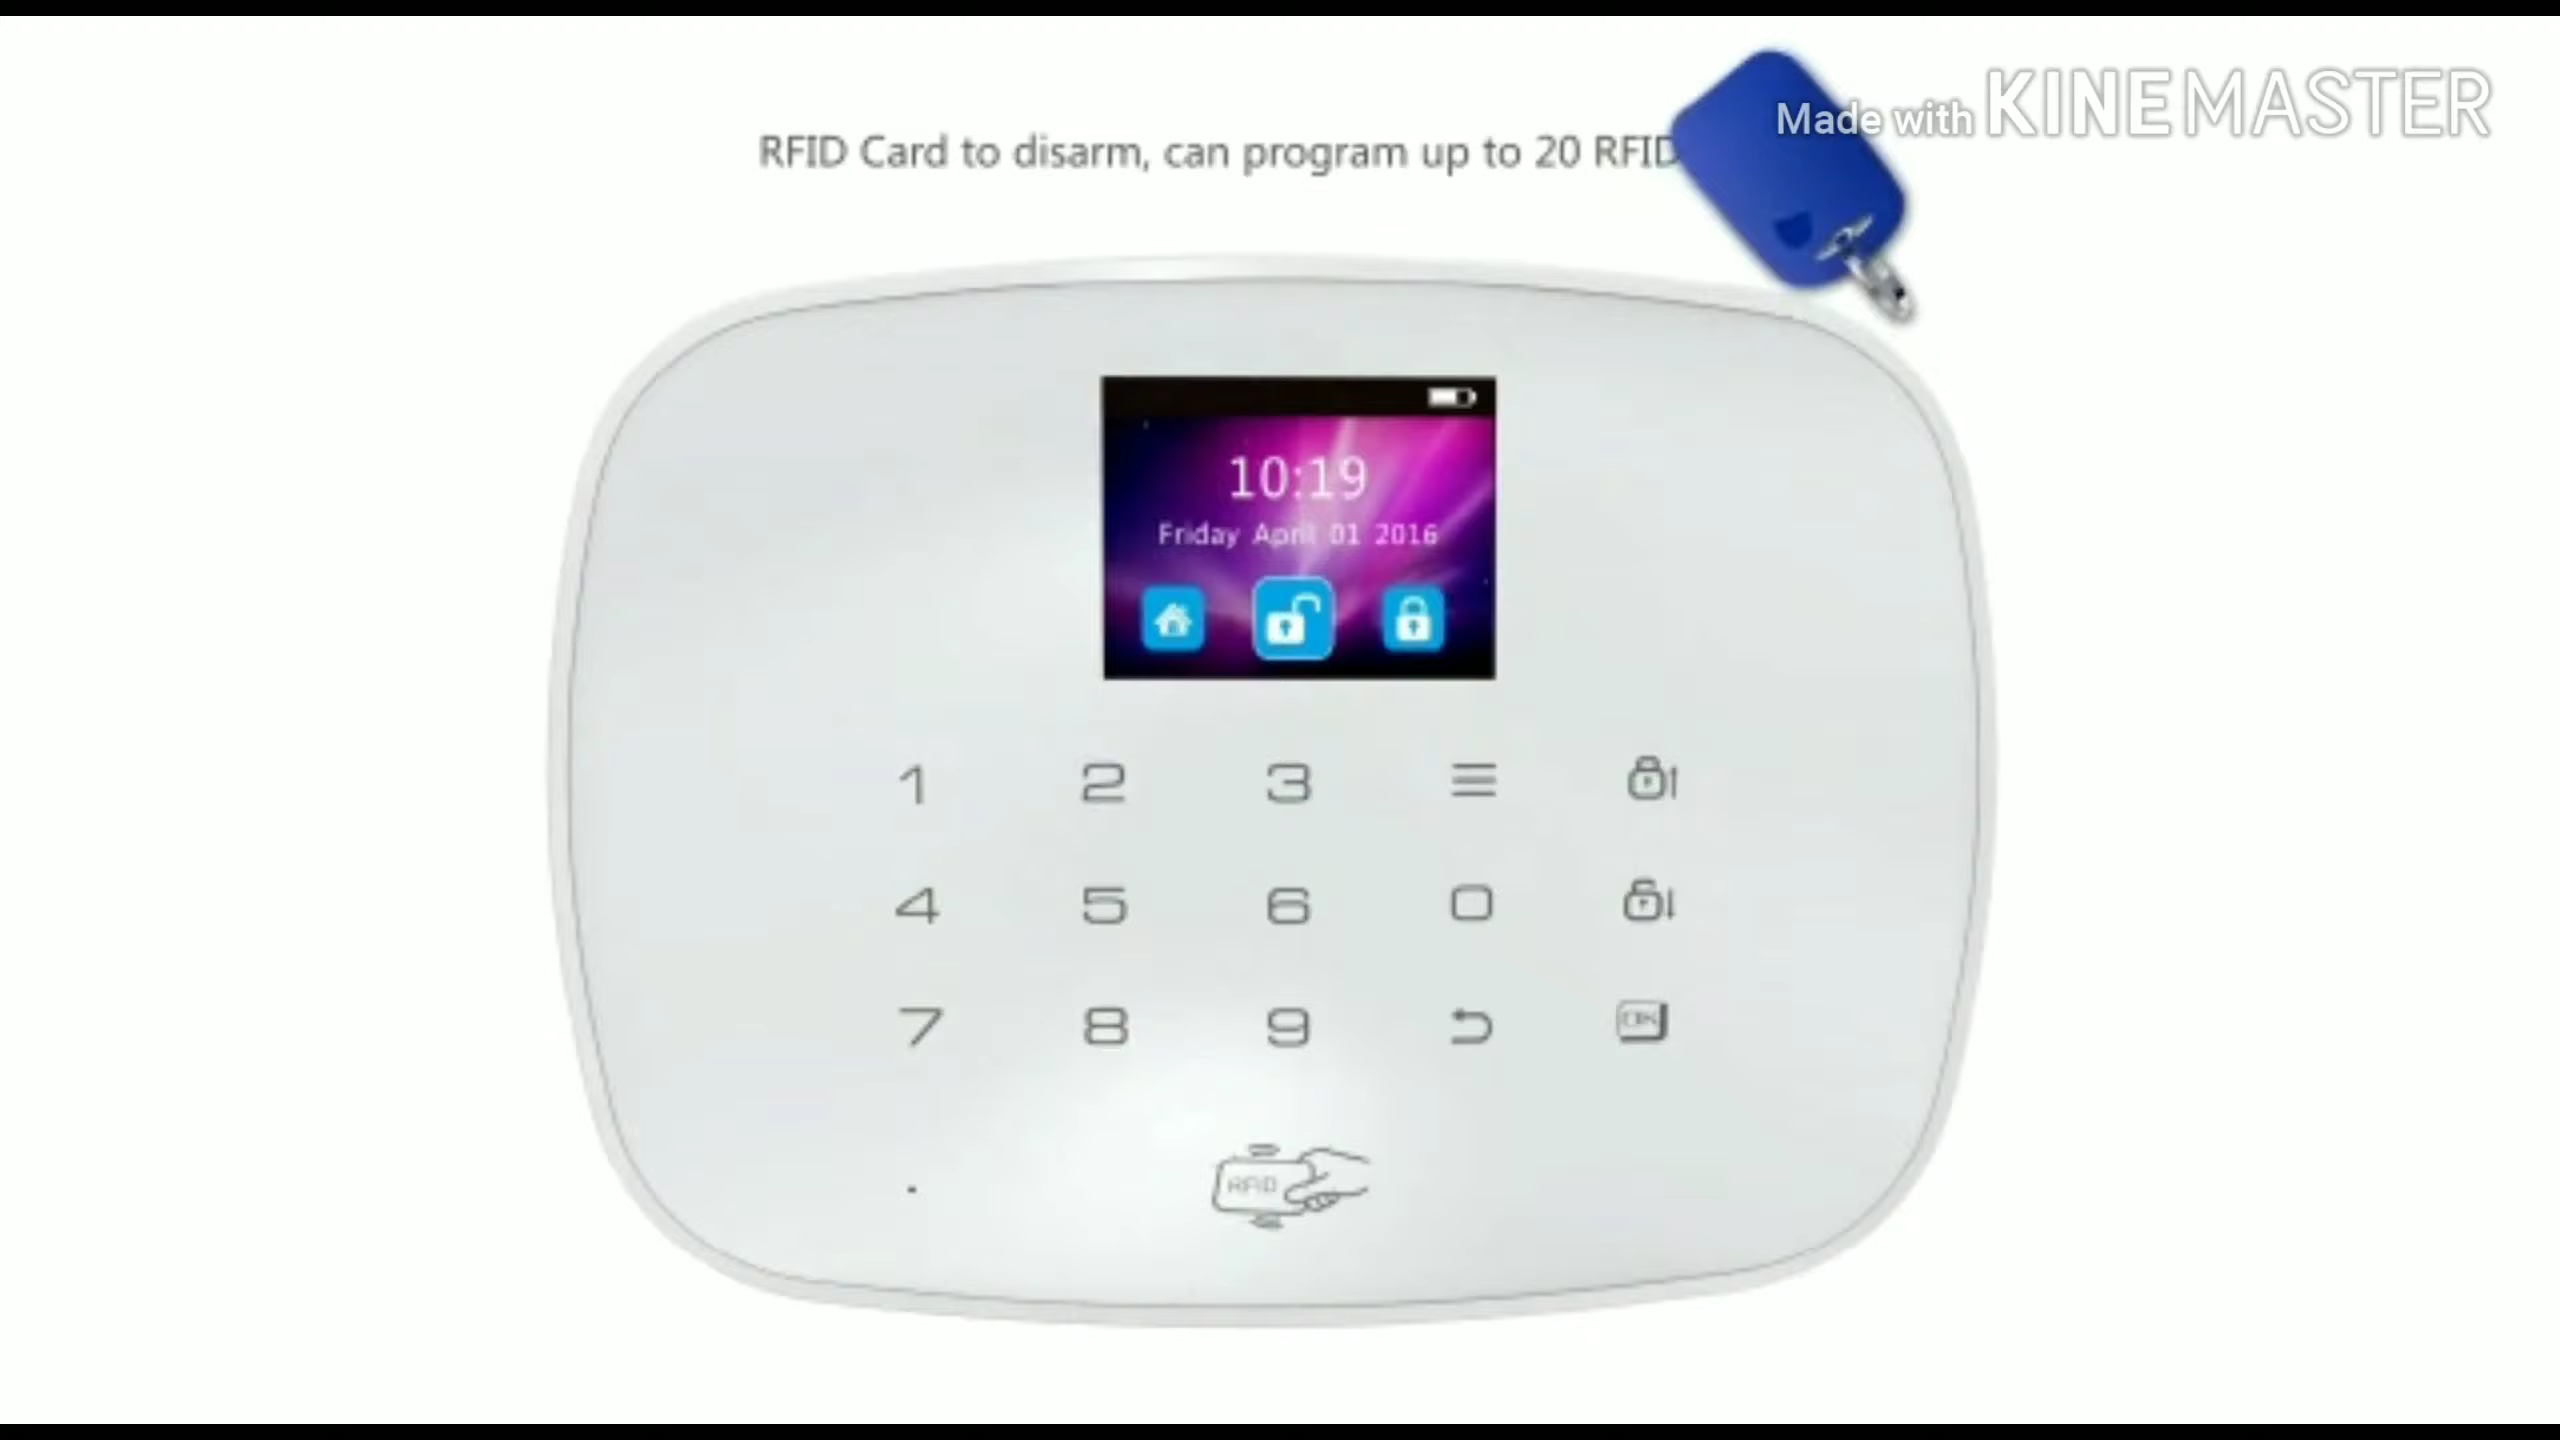 Made with KINEMASTER
RFID Card to disarm, can program up to 20 RFID
10:19
Friday April 01 2016
1 2 3
4 5 6 0
7 8 9 OK
RFID